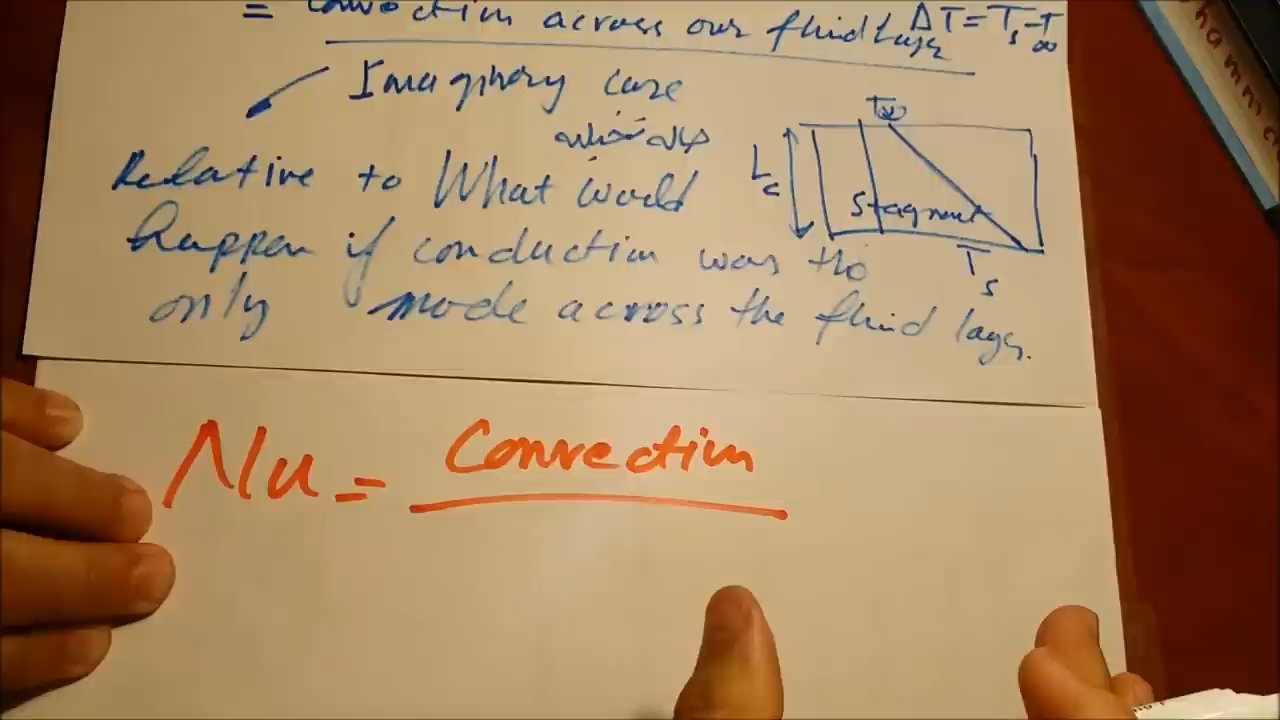 = convection across our fluid Layer ΔT = Ts - T∞
Imaginary case
Relative to What would
happen if conduction was the
only mode across the fluid layer.
T∞
Lc
Stagnant
Ts
Nu = Convection